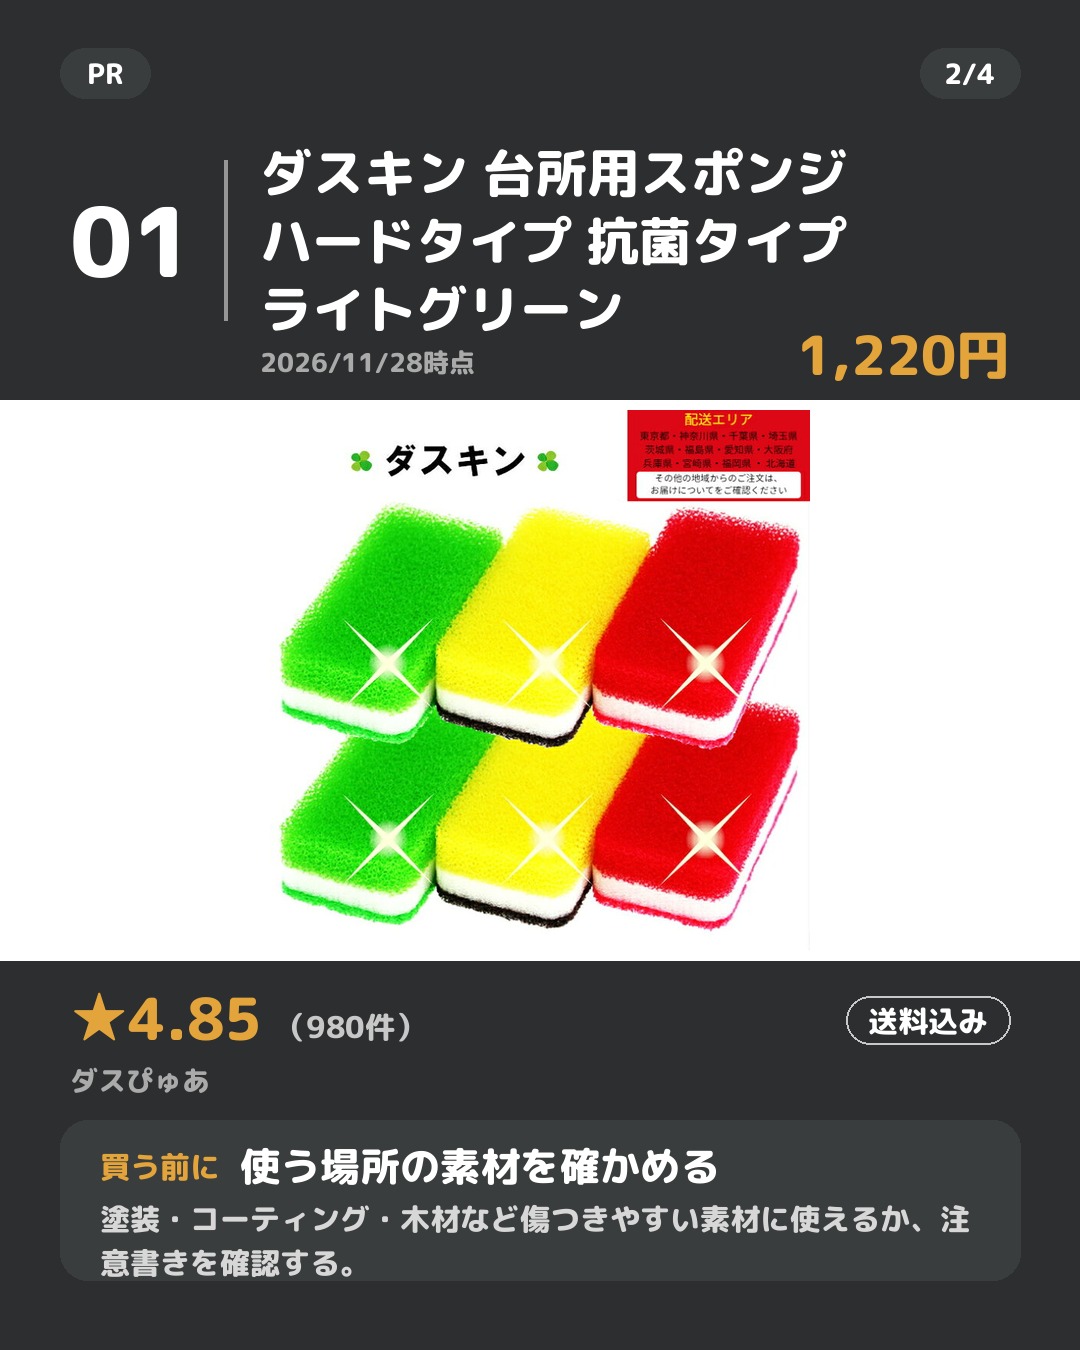 PR
2/4
01
ダスキン 台所用スポンジ
ハードタイプ 抗菌タイプ
ライトグリーン
2026/11/28時点
1,220円
配送エリア
東京都・神奈川県・千葉県・埼玉県
茨城県・福島県・愛知県・大阪府
兵庫県・宮崎県・福岡県・北海道
その他の地域からのご注文は、
お届けについてをご確認ください
ダスキン
★4.85（980件）
送料込み
ダスぴゅあ
買う前に 使う場所の素材を確かめる
塗装・コーティング・木材など傷つきやすい素材に使えるか、注
意書きを確認する。